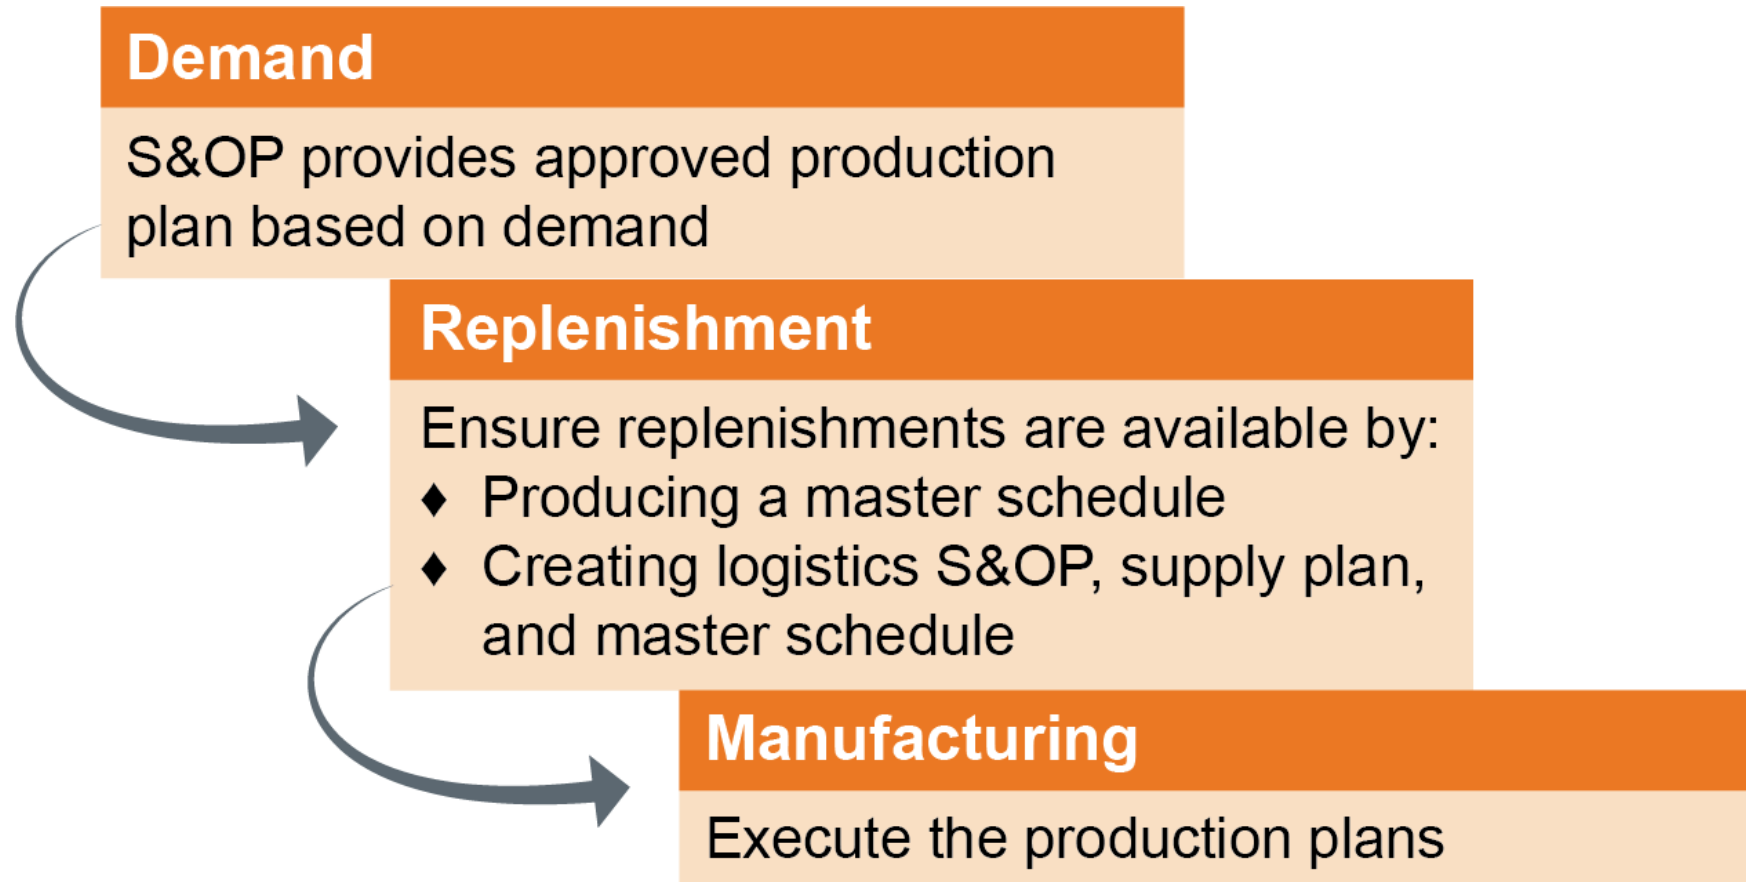 Demand
S&OP provides approved production
plan based on demand
Replenishment
Ensure replenishments are available by:
♦ Producing a master schedule
♦ Creating logistics S&OP, supply plan,
and master schedule
Manufacturing
Execute the production plans